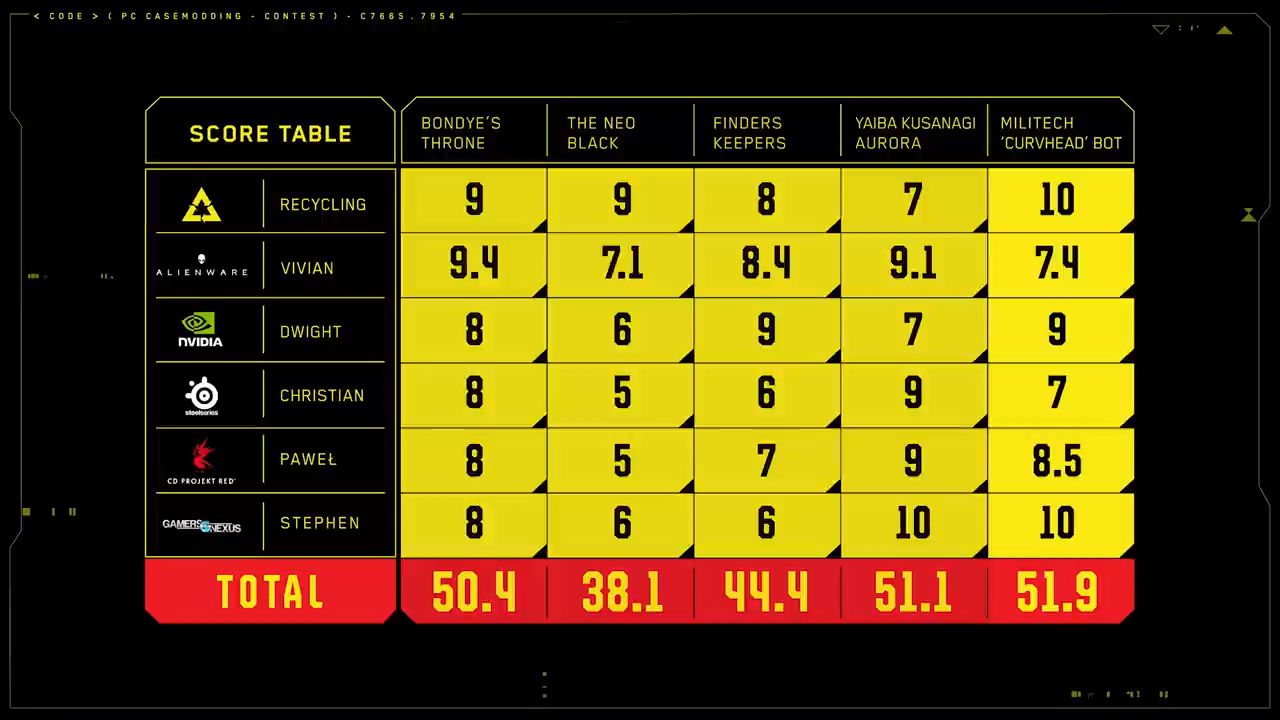 < CODE > ( PC CASEMODDING - CONTEST ) - C7665.7954
SCORE TABLE
BONDYE'S THRONE
THE NEO BLACK
FINDERS KEEPERS
YAIBA KUSANAGI AURORA
MILITECH 'CURVHEAD' BOT
RECYCLING 9 9 8 7 10
ALIENWARE VIVIAN 9.4 7.1 8.4 9.1 7.4
NVIDIA DWIGHT 8 6 9 7 9
steelseries CHRISTIAN 8 5 6 9 7
CD PROJEKT RED PAWEŁ 8 5 7 9 8.5
GAMERS NEXUS STEPHEN 8 6 6 10 10
TOTAL 50.4 38.1 44.4 51.1 51.9